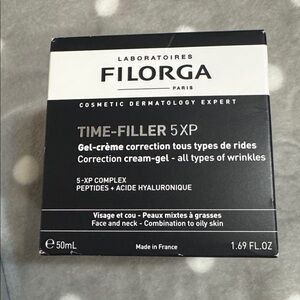 LABORATOIRES
FILORGA
PARIS
COSMETIC DERMATOLOGY EXPERT
TIME-FILLER 5XP
Gel-crème correction tous types de rides
Correction cream-gel - all types of wrinkles
5-XP COMPLEX
PEPTIDES + ACIDE HYALURONIQUE
Visage et cou - Peaux mixtes à grasses
Face and neck - Combination to oily skin
℮50mL Made in France 1.69 FL.OZ